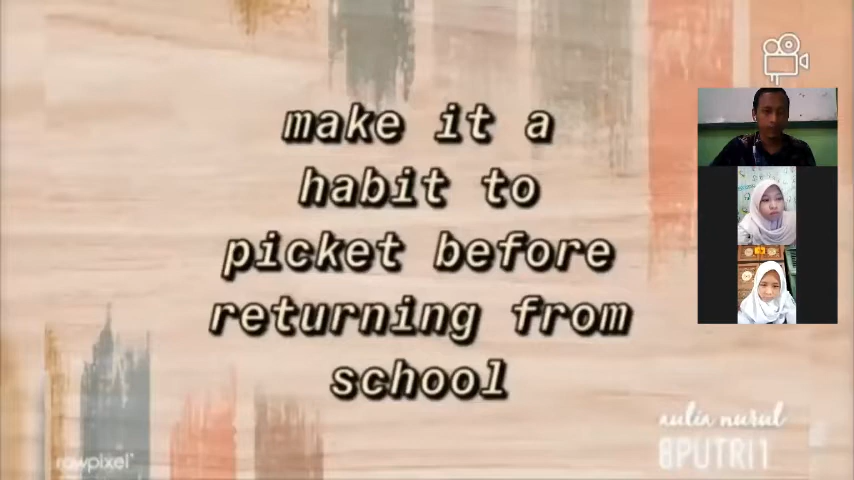 make it a
habit to
picket before
returning from
school
aulia nurul
8PUTRI1
rawpixel